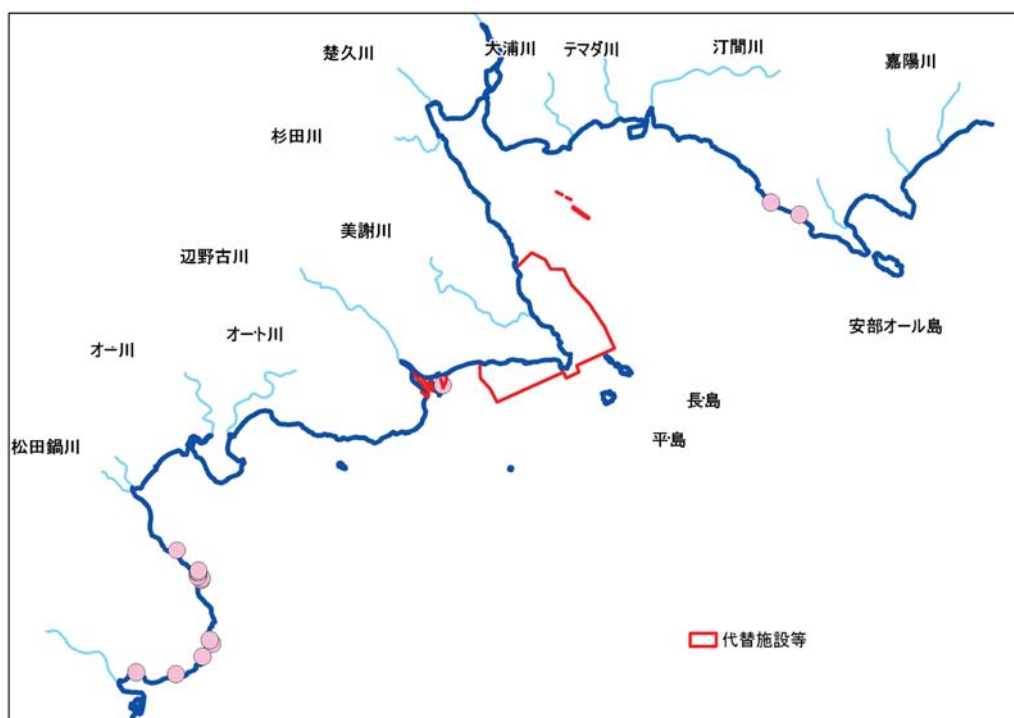 楚久川
大浦川
テマダ川
汀間川
嘉陽川
杉田川
美謝川
辺野古川
安部オール島
オー川
オート川
長島
平島
松田鍋川
代替施設等